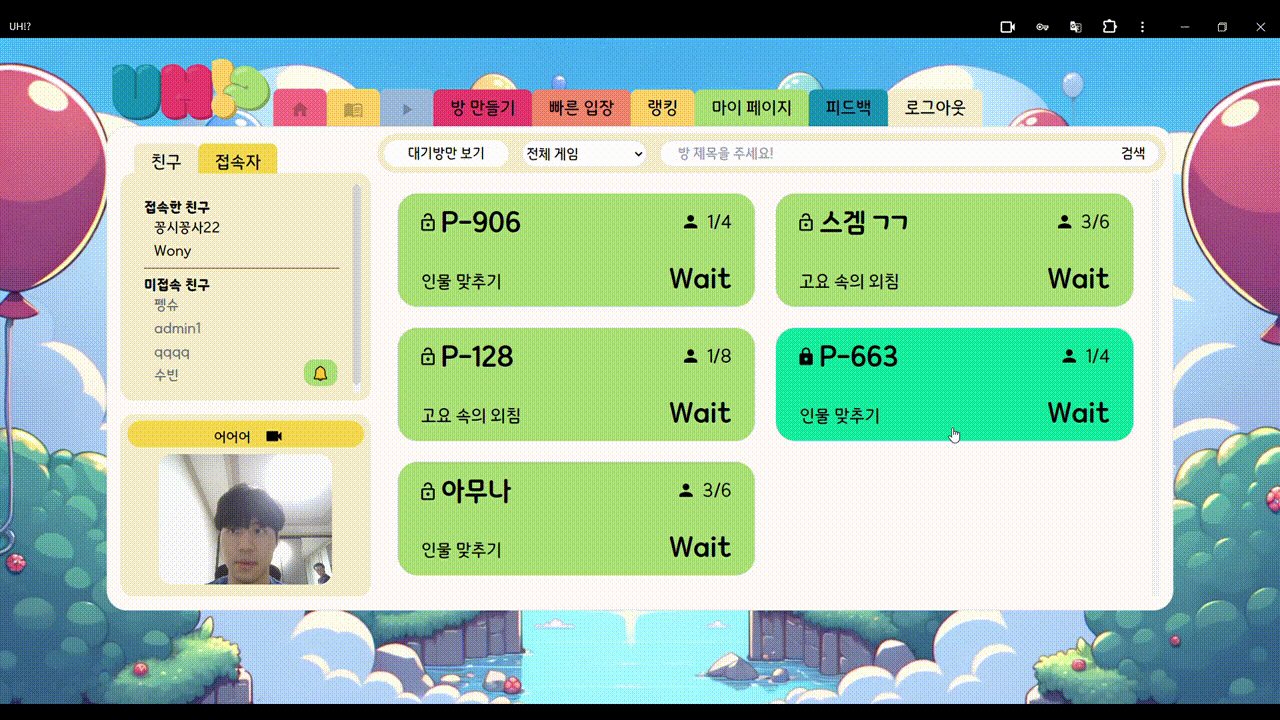 UH!?
UH!?
방 만들기 빠른 입장 랭킹 마이 페이지 피드백 로그아웃
친구 접속자
대기방만 보기 전체 게임 방 제목을 주세요! 검색
접속한 친구
꽁시꽁사22
Wony
미접속 친구
펭슈
admin1
qqqq
수빈
어어어
P-906 1/4
인물 맞추기 Wait
스겜 ㄱㄱ 3/6
고요 속의 외침 Wait
P-128 1/8
고요 속의 외침 Wait
P-663 1/4
인물 맞추기 Wait
아무나 3/6
인물 맞추기 Wait